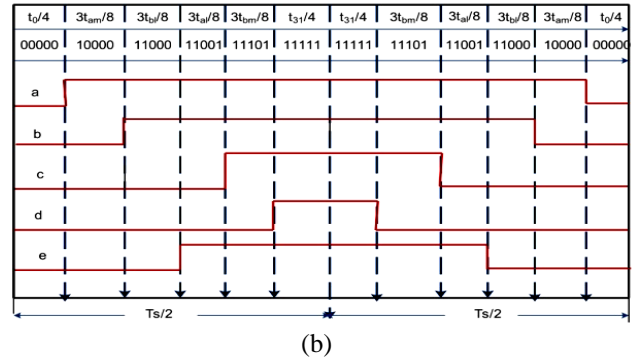 t0/4 3tam/8 3tbl/8 3tal/8 3tbm/8 t31/4 t31/4 3tbm/8 3tal/8 3tbl/8 3tam/8 t0/4
00000 10000 11000 11001 11101 11111 11111 11101 11001 11000 10000 00000
a
b
c
d
e
Ts/2 Ts/2
(b)